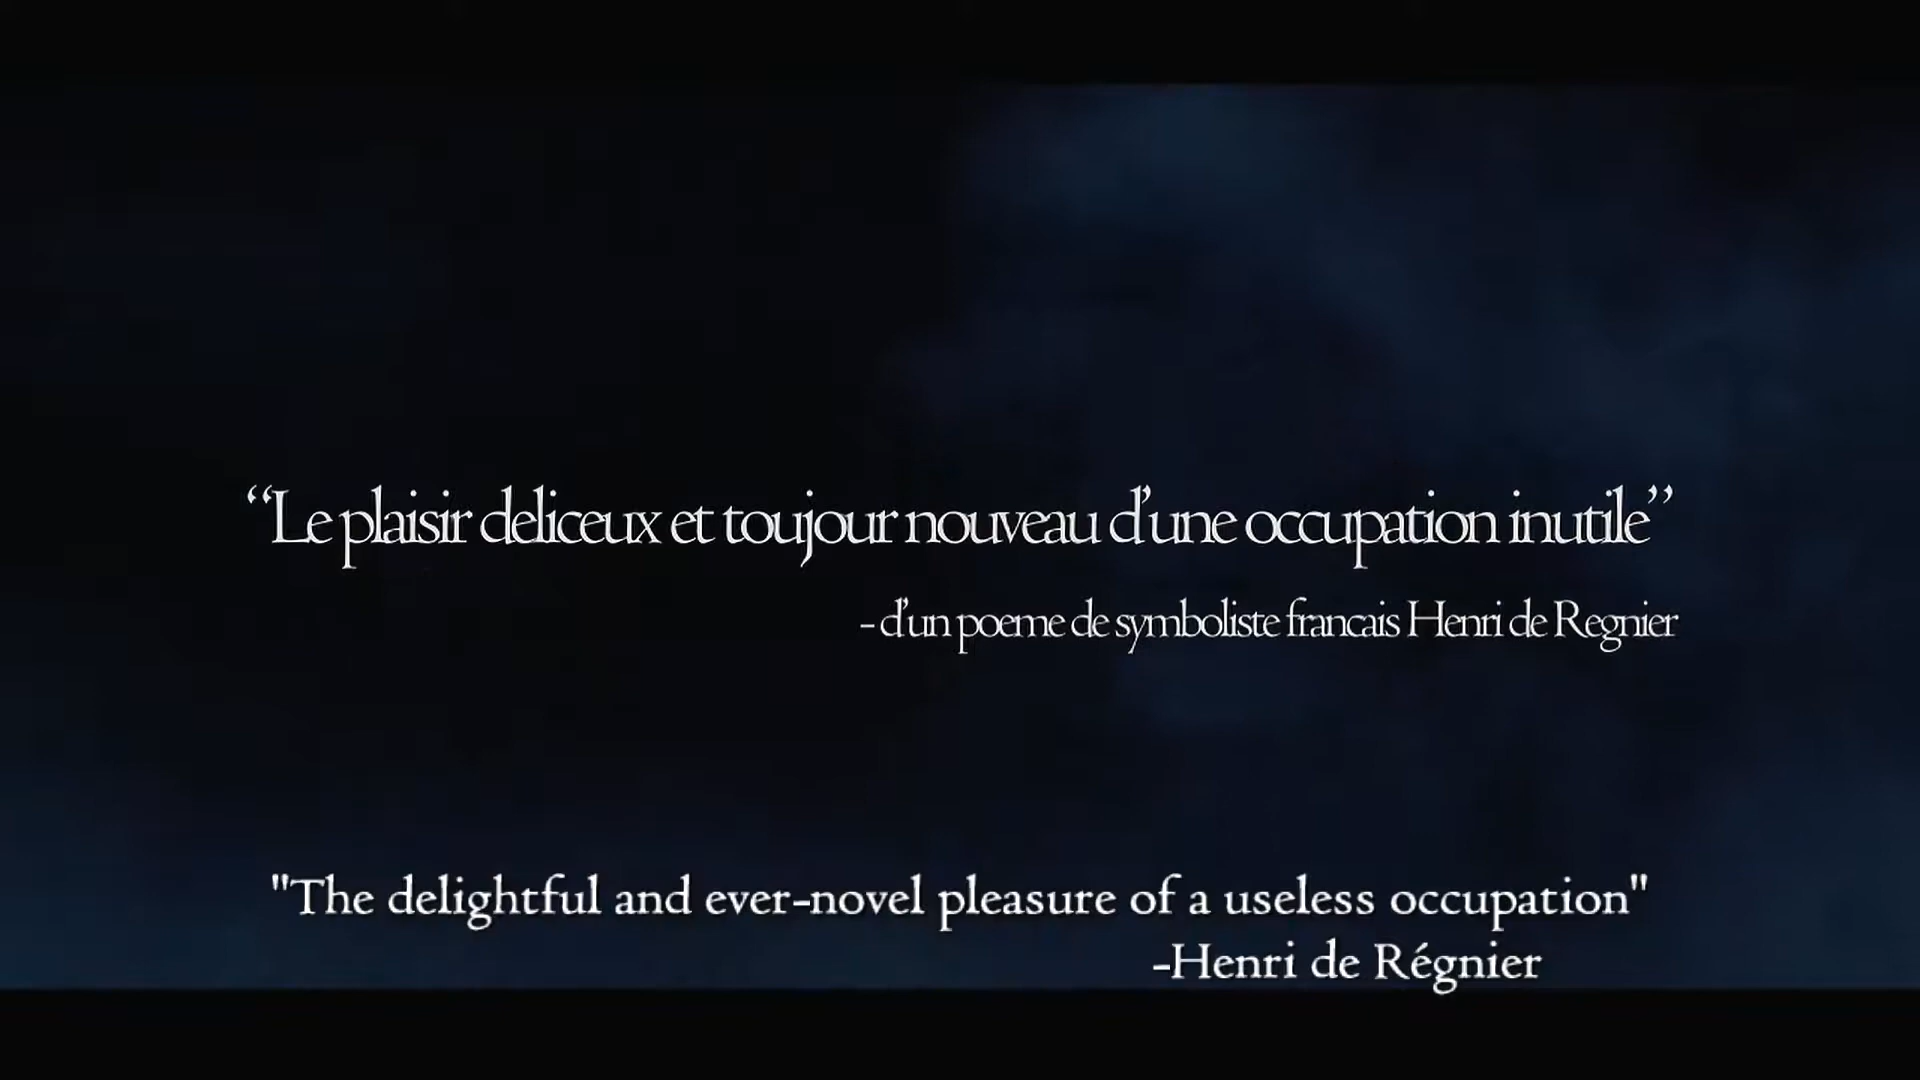 “Le plaisir deliceux et toujour nouveau d'une occupation inutile”
- d'un poeme de symboliste francais Henri de Regnier
"The delightful and ever-novel pleasure of a useless occupation"
-Henri de Régnier